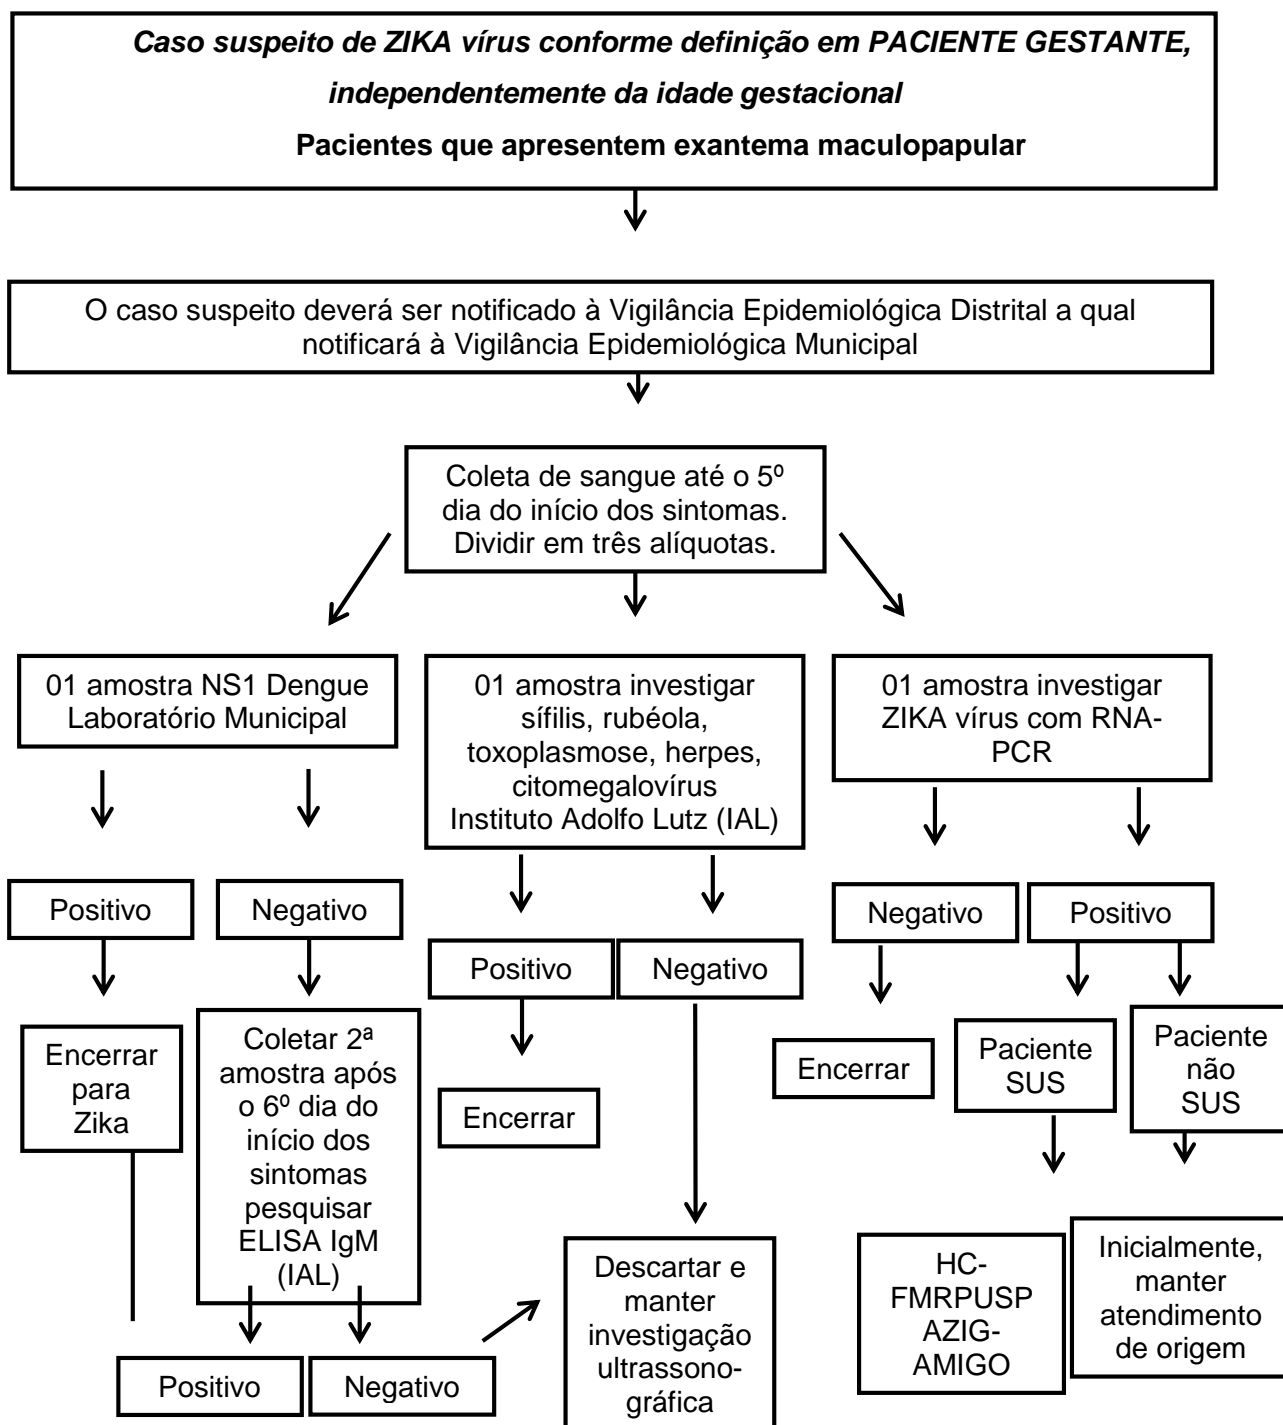 Caso suspeito de ZIKA vírus conforme definição em PACIENTE GESTANTE,
independentemente da idade gestacional
Pacientes que apresentem exantema maculopapular
O caso suspeito deverá ser notificado à Vigilância Epidemiológica Distrital a qual
notificará à Vigilância Epidemiológica Municipal
Coleta de sangue até o 5º
dia do início dos sintomas.
Dividir em três alíquotas.
01 amostra NS1 Dengue
Laboratório Municipal
01 amostra investigar
sífilis, rubéola,
toxoplasmose, herpes,
citomegalovírus
Instituto Adolfo Lutz (IAL)
01 amostra investigar
ZIKA vírus com RNA-
PCR
Positivo
Negativo
Positivo
Negativo
Negativo
Positivo
Encerrar
para
Zika
Coletar 2ª
amostra após
o 6º dia do
início dos
sintomas
pesquisar
ELISA IgM
(IAL)
Encerrar
Encerrar
Paciente
SUS
Paciente
não
SUS
Positivo
Negativo
Descartar e
manter
investigação
ultrassono-
gráfica
HC-
FMRPUSP
AZIG-
AMIGO
Inicialmente,
manter
atendimento
de origem